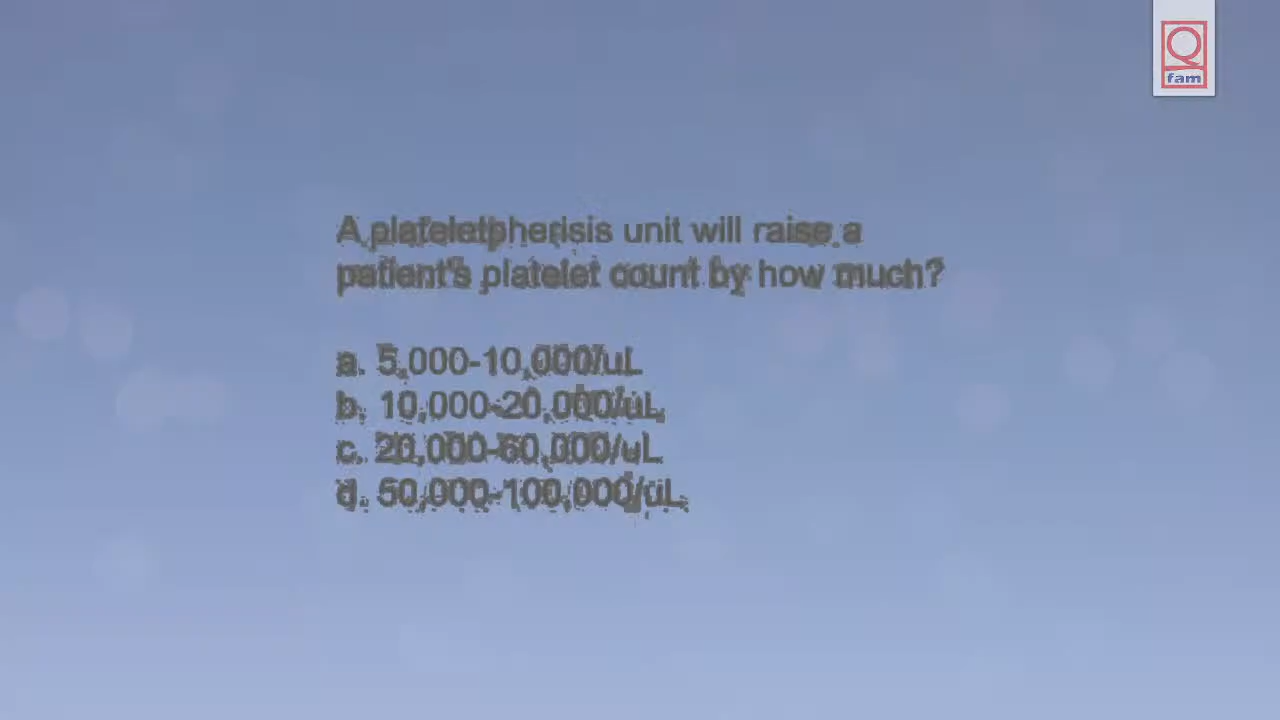 Q
fam
A plateletpherisis unit will raise a
patient's platelet count by how much?
a. 5,000-10,000/uL
b. 10,000-20,000/uL
c. 20,000-60,000/uL
d. 50,000-100,000/uL